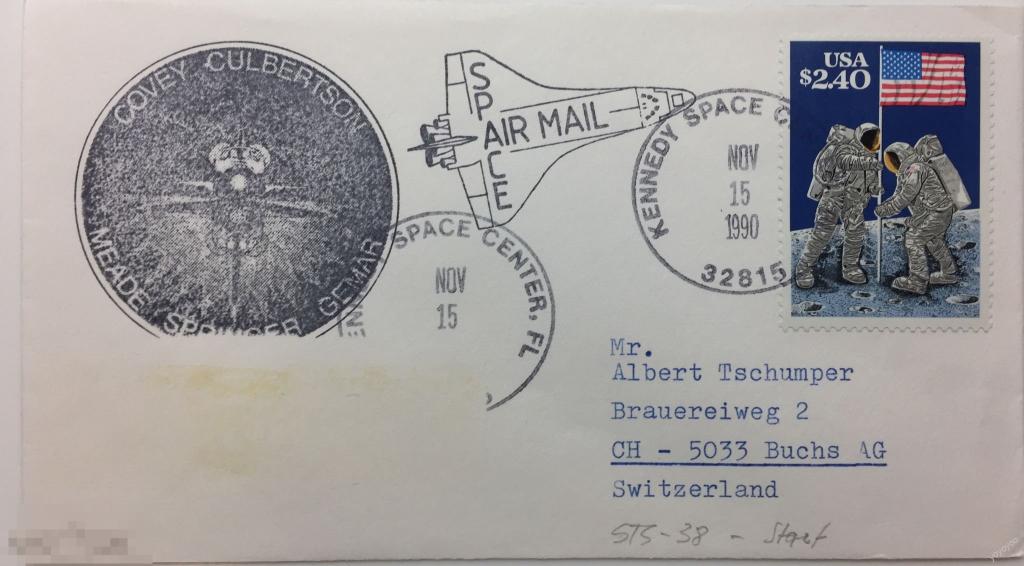 COVEY CULBERTSON
MEADE SPRINGER GEMAR
SPACE
AIR MAIL
SPACE CENTER, FL
NOV
15
KENNEDY SPACE C
NOV
15
1990
32815
USA
$2.40
Mr.
Albert Tschumper
Brauereiweg 2
CH - 5033 Buchs AG
Switzerland
STS-38 - Start